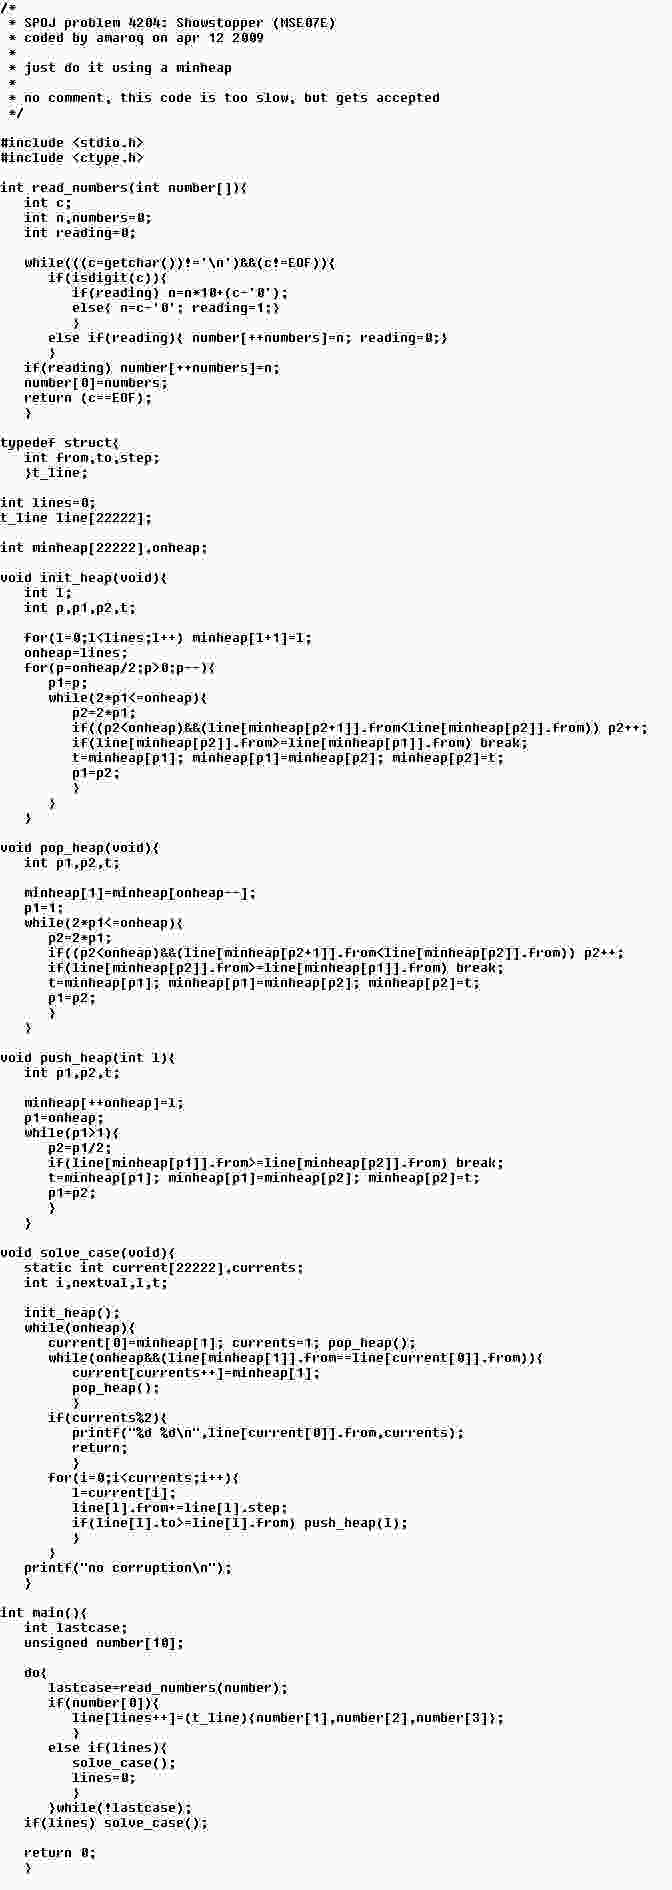 /*
 * SPOJ problem 4204: Showstopper (NSE07E)
 * coded by amaroq on apr 12 2009
 *
 * just do it using a minheap
 *
 * no comment, this code is too slow, but gets accepted
 */
#include <stdio.h>
#include <ctype.h>
int read_numbers(int number[]){
   int c;
   int n,numbers=0;
   int reading=0;
   while(((c=getchar())!='\n')&&(c!=EOF)){
      if(isdigit(c)){
         if(reading) n=n*10+(c-'0');
         else{ n=c-'0'; reading=1;}
         }
      else if(reading){ number[++numbers]=n; reading=0;}
      }
   if(reading) number[++numbers]=n;
   number[0]=numbers;
   return (c==EOF);
   }
typedef struct{
   int from,to,step;
   }t_line;
int lines=0;
t_line line[22222];
int minheap[22222],onheap;
void init_heap(void){
   int l;
   int p,p1,p2,t;
   for(l=0;l<lines;l++) minheap[l+1]=l;
   onheap=lines;
   for(p=onheap/2;p>0;p--){
      p1=p;
      while(2*p1<=onheap){
         p2=2*p1;
         if((p2<onheap)&&(line[minheap[p2+1]].from<line[minheap[p2]].from)) p2++;
         if(line[minheap[p2]].from>=line[minheap[p1]].from) break;
         t=minheap[p1]; minheap[p1]=minheap[p2]; minheap[p2]=t;
         p1=p2;
         }
      }
   }
void pop_heap(void){
   int p1,p2,t;
   minheap[1]=minheap[onheap--];
   p1=1;
   while(2*p1<=onheap){
      p2=2*p1;
      if((p2<onheap)&&(line[minheap[p2+1]].from<line[minheap[p2]].from)) p2++;
      if(line[minheap[p2]].from>=line[minheap[p1]].from) break;
      t=minheap[p1]; minheap[p1]=minheap[p2]; minheap[p2]=t;
      p1=p2;
      }
   }
void push_heap(int l){
   int p1,p2,t;
   minheap[++onheap]=l;
   p1=onheap;
   while(p1>1){
      p2=p1/2;
      if(line[minheap[p1]].from>=line[minheap[p2]].from) break;
      t=minheap[p1]; minheap[p1]=minheap[p2]; minheap[p2]=t;
      p1=p2;
      }
   }
void solve_case(void){
   static int current[22222],currents;
   int i,nextval,l,t;
   init_heap();
   while(onheap){
      current[0]=minheap[1]; currents=1; pop_heap();
      while(onheap&&(line[minheap[1]].from==line[current[0]].from)){
         current[currents++]=minheap[1];
         pop_heap();
         }
      if(currents%2){
         printf("%d %d\n",line[current[0]].from,currents);
         return;
         }
      for(i=0;i<currents;i++){
         l=current[i];
         line[l].from+=line[l].step;
         if(line[l].to>=line[l].from) push_heap(l);
         }
      }
   printf("no corruption\n");
   }
int main(){
   int lastcase;
   unsigned number[10];
   do{
      lastcase=read_numbers(number);
      if(number[0]){
         line[lines++]=(t_line){number[1],number[2],number[3]};
         }
      else if(lines){
         solve_case();
         lines=0;
         }
      }while(!lastcase);
   if(lines) solve_case();
   return 0;
   }